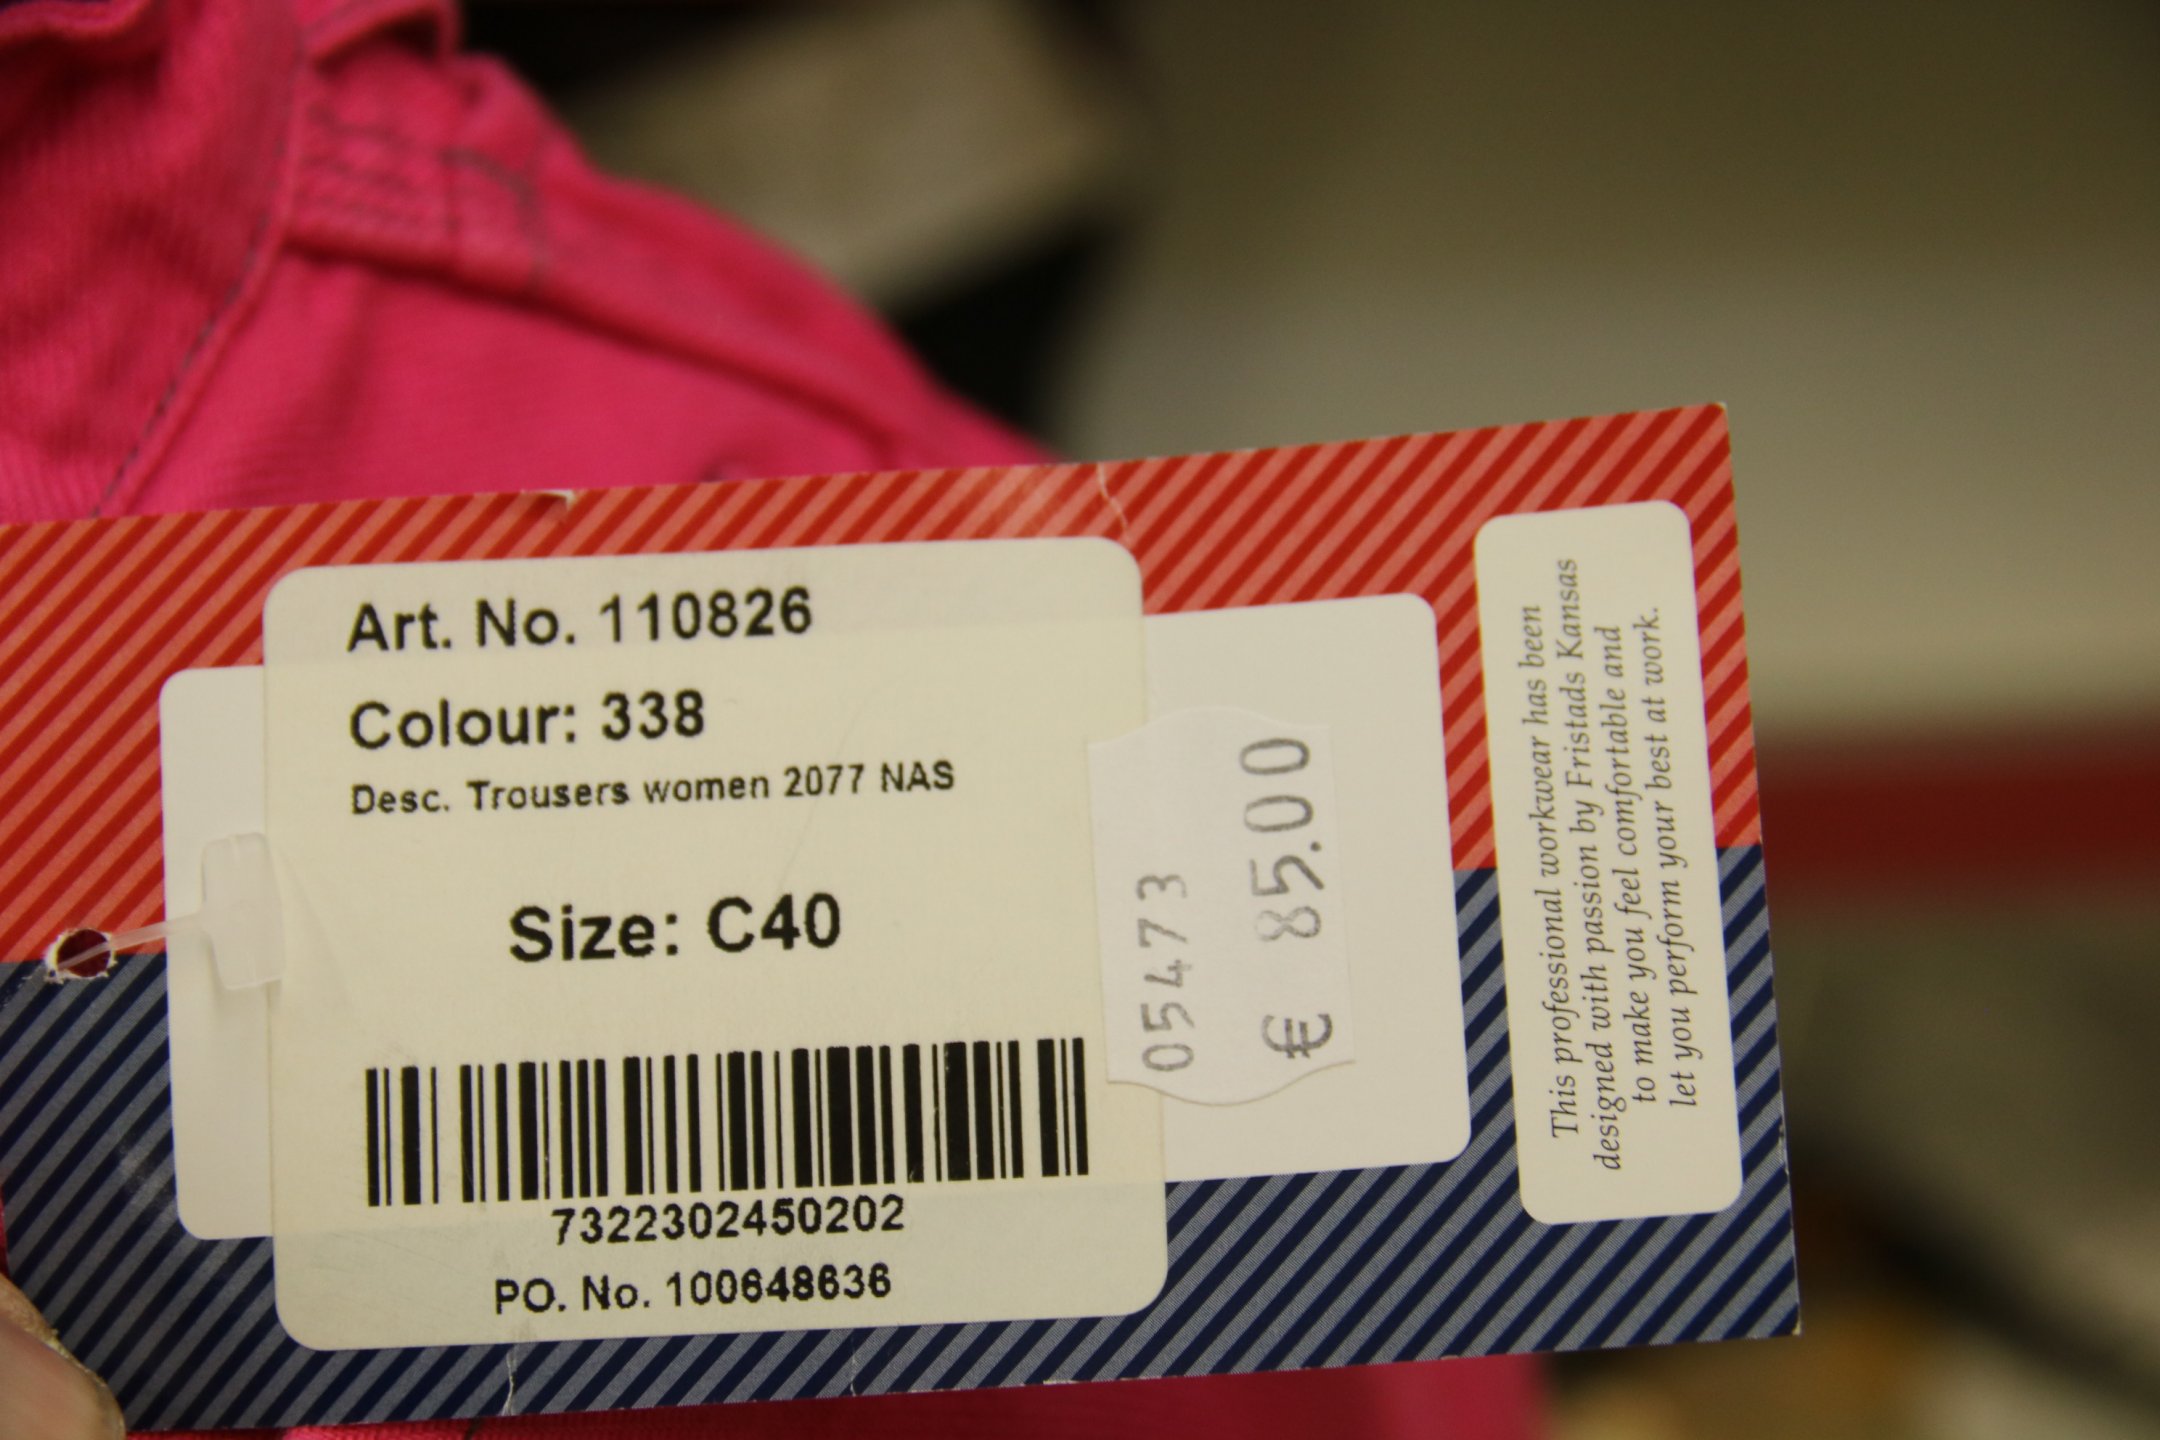 Art. No. 110826
Colour: 338
Desc. Trousers women 2077 NAS
Size: C40
7322302450202
PO. No. 100648636
05473
€ 85.00
This professional workwear has been
designed with passion by Fristads Kansas
to make you feel comfortable and
let you perform your best at work.